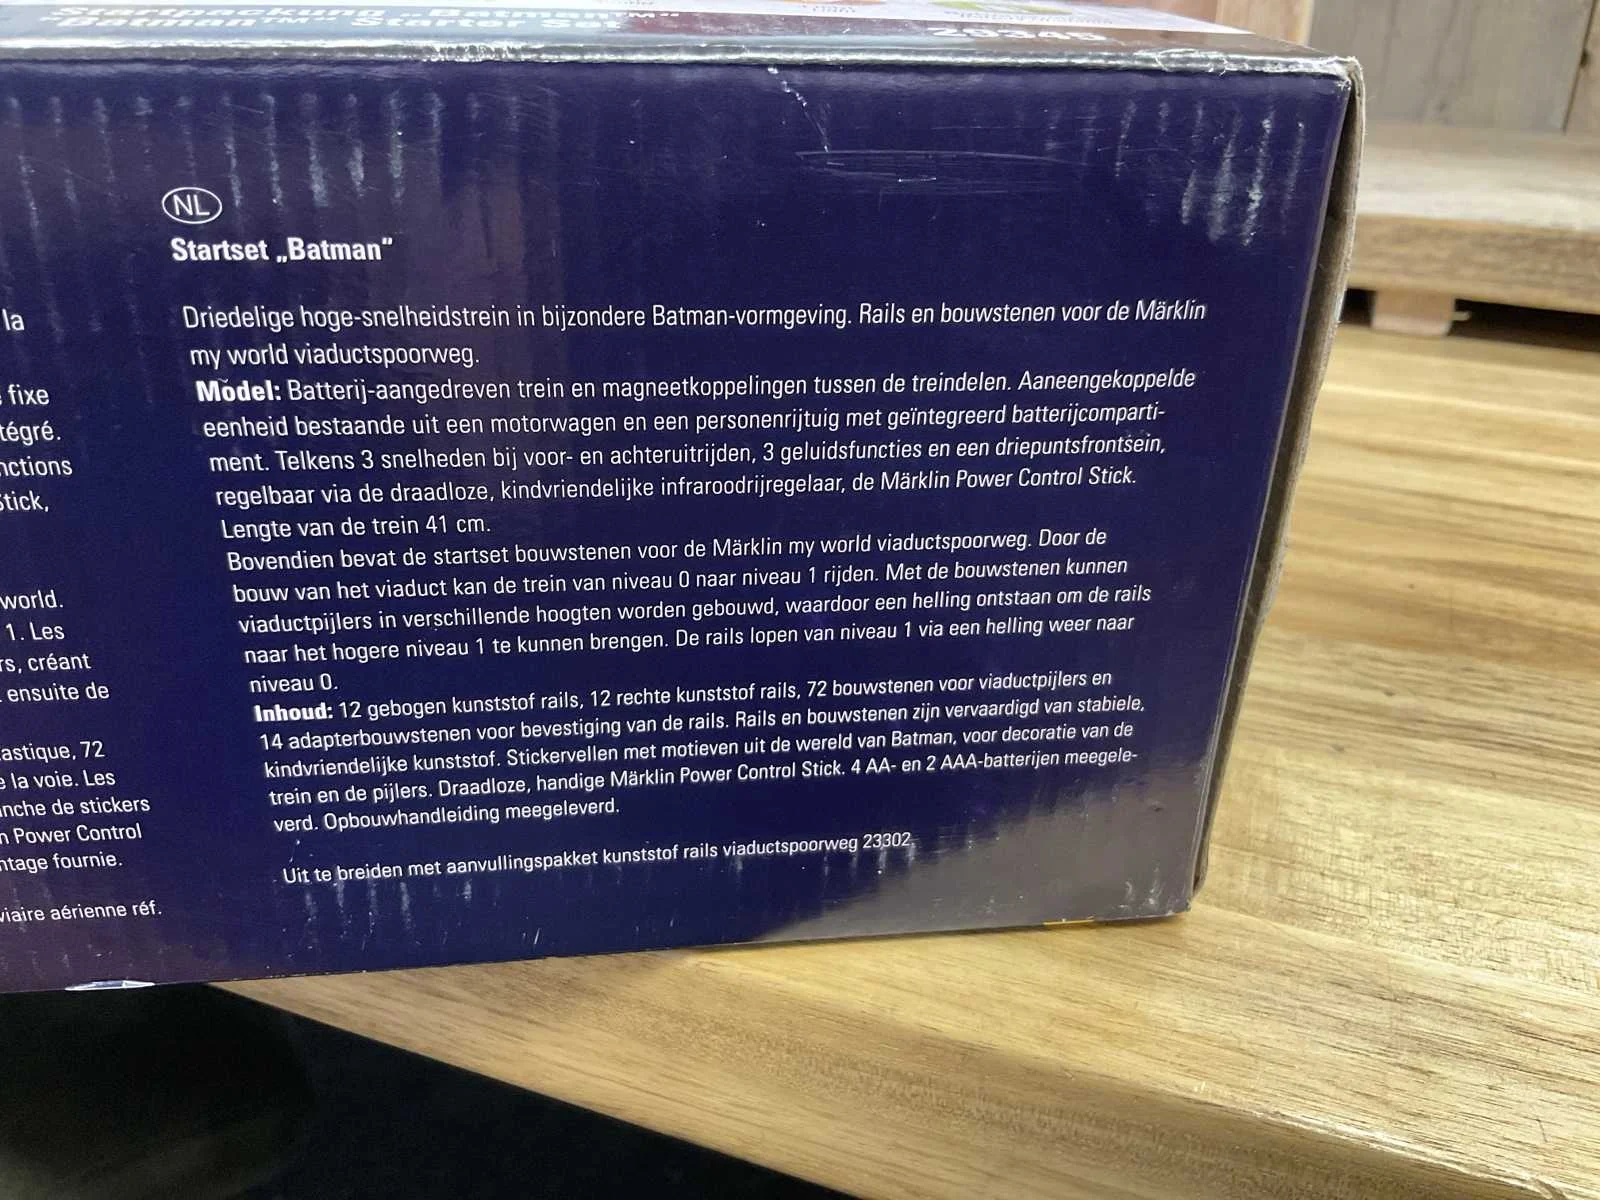 Startpackung „Batman™“
"Batman™" Starter Set
29345
la
fixe
tégré.
nctions
Stick,
world.
1. Les
rs, créant
ensuite de
astique, 72
e la voie. Les
nche de stickers
n Power Control
ntage fournie.
viaire aérienne réf.
NL
Startset „Batman“
Driedelige hoge-snelheidstrein in bijzondere Batman-vormgeving. Rails en bouwstenen voor de Märklin
my world viaductspoorweg.
Model: Batterij-aangedreven trein en magneetkoppelingen tussen de treindelen. Aaneengekoppelde
eenheid bestaande uit een motorwagen en een personenrijtuig met geïntegreerd batterijcomparti-
ment. Telkens 3 snelheden bij voor- en achteruitrijden, 3 geluidsfuncties en een driepuntsfrontsein,
regelbaar via de draadloze, kindvriendelijke infraroodrijregelaar, de Märklin Power Control Stick.
Lengte van de trein 41 cm.
Bovendien bevat de startset bouwstenen voor de Märklin my world viaductspoorweg. Door de
bouw van het viaduct kan de trein van niveau 0 naar niveau 1 rijden. Met de bouwstenen kunnen
viaductpijlers in verschillende hoogten worden gebouwd, waardoor een helling ontstaan om de rails
naar het hogere niveau 1 te kunnen brengen. De rails lopen van niveau 1 via een helling weer naar
niveau 0.
Inhoud: 12 gebogen kunststof rails, 12 rechte kunststof rails, 72 bouwstenen voor viaductpijlers en
14 adapterbouwstenen voor bevestiging van de rails. Rails en bouwstenen zijn vervaardigd van stabiele,
kindvriendelijke kunststof. Stickervellen met motieven uit de wereld van Batman, voor decoratie van de
trein en de pijlers. Draadloze, handige Märklin Power Control Stick. 4 AA- en 2 AAA-batterijen meegele-
verd. Opbouwhandleiding meegeleverd.
Uit te breiden met aanvullingspakket kunststof rails viaductspoorweg 23302.